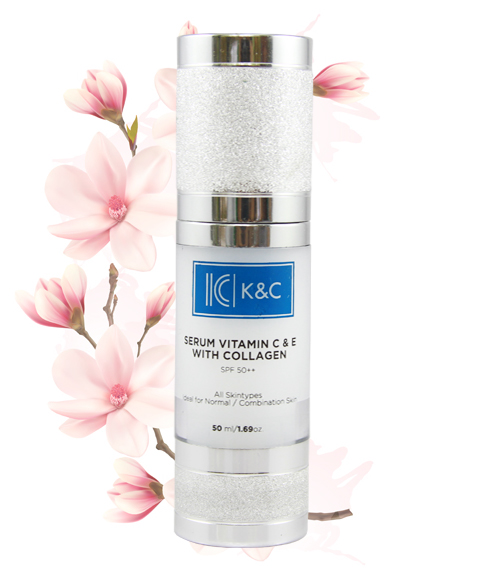 K&C
SERUM VITAMIN C & E
WITH COLLAGEN
SPF 50++
All Skintypes
Ideal for Normal / Combination Skin
50 ml/1.69oz.